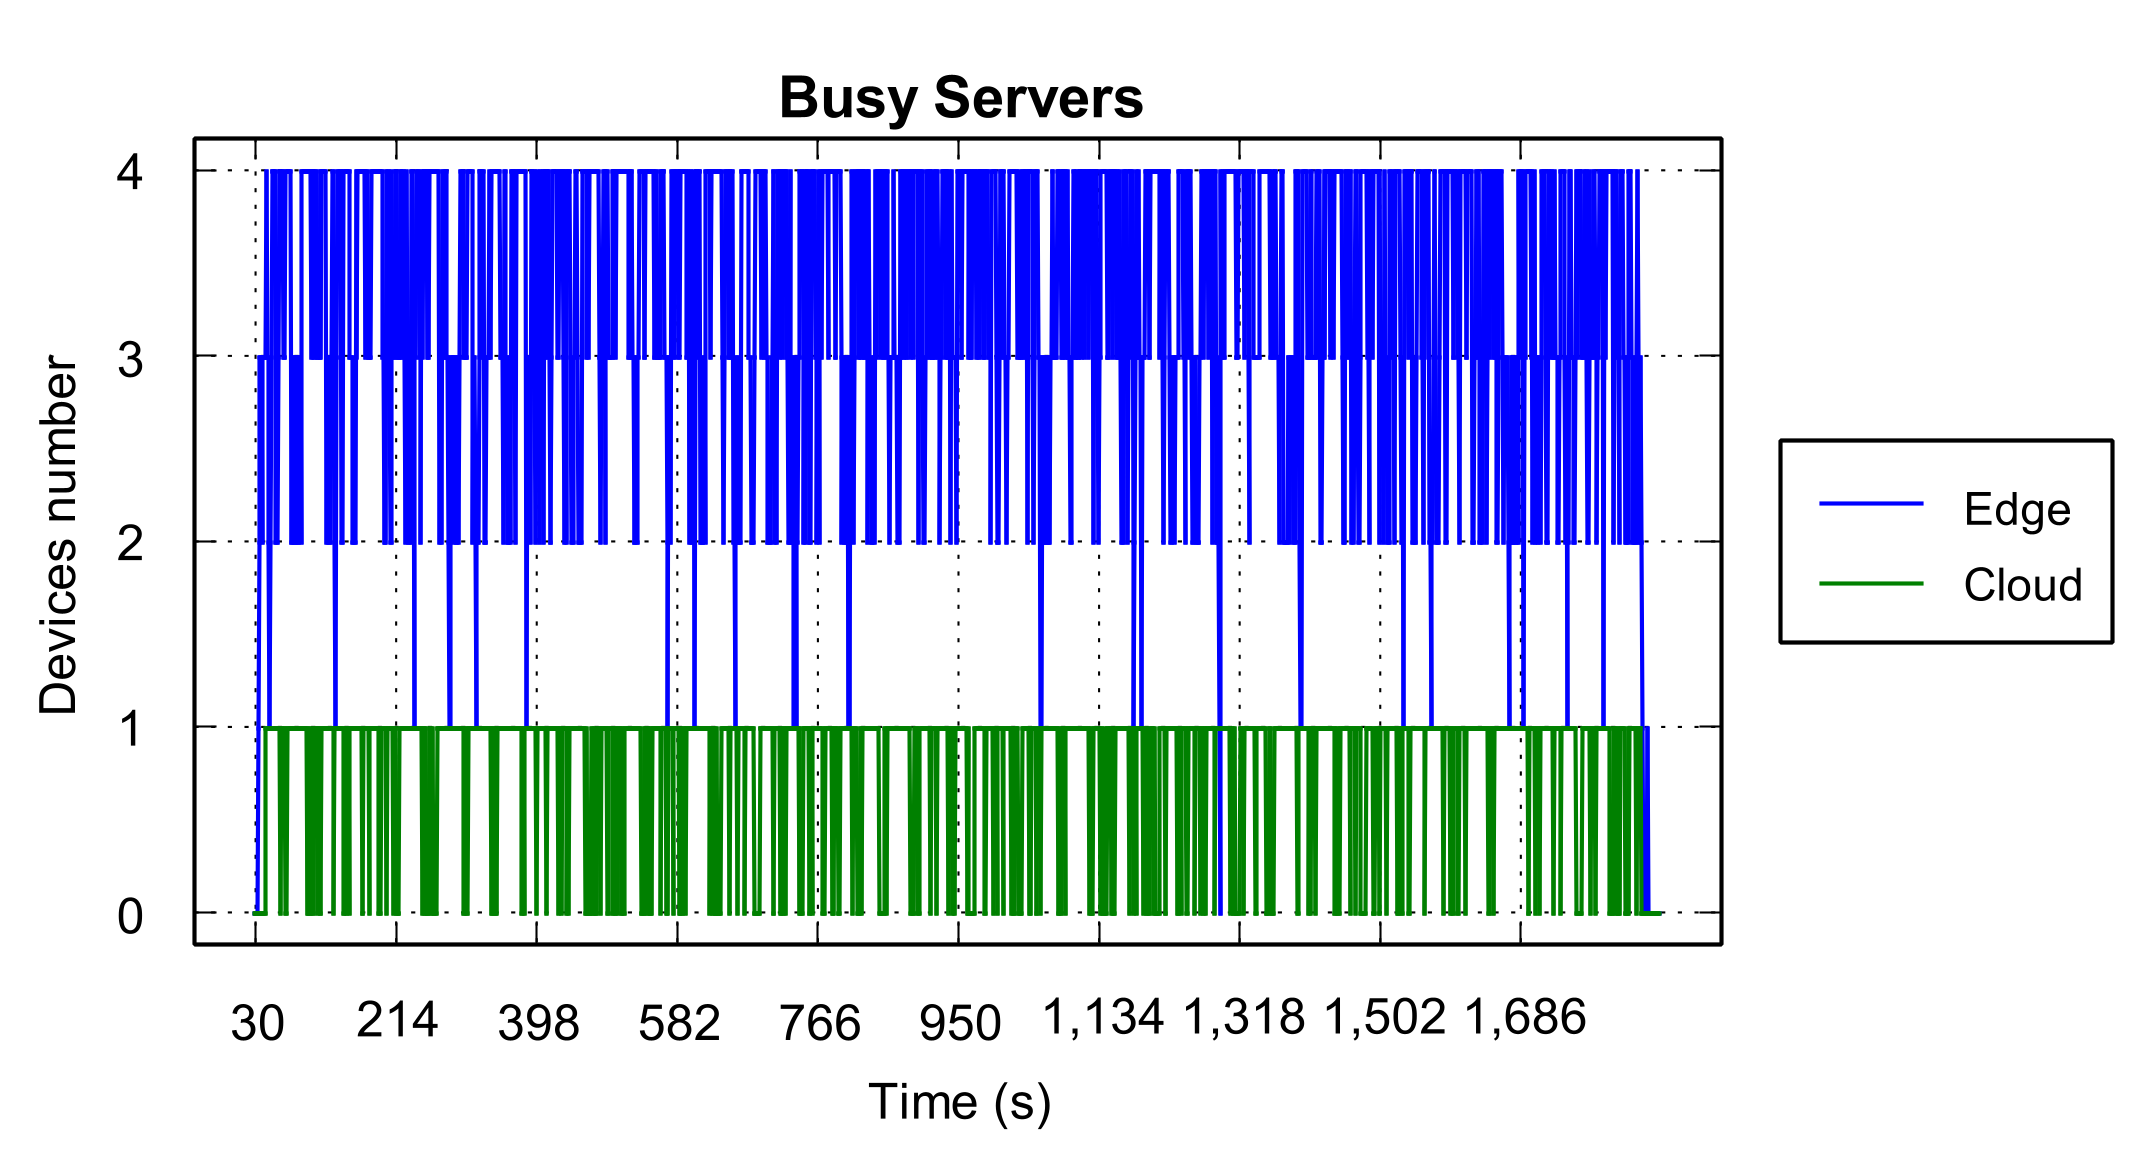 Busy Servers
4
3
2
1
0
Devices number
30 214 398 582 766 950 1,134 1,318 1,502 1,686
Time (s)
Edge
Cloud